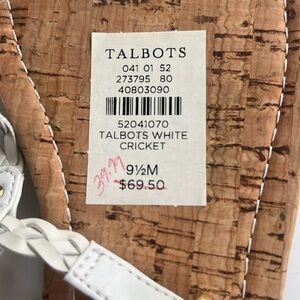 TALBOTS
041 01 52
273795 80
40803090
52041070
TALBOTS WHITE
CRICKET
9½M
39.99
$69.50